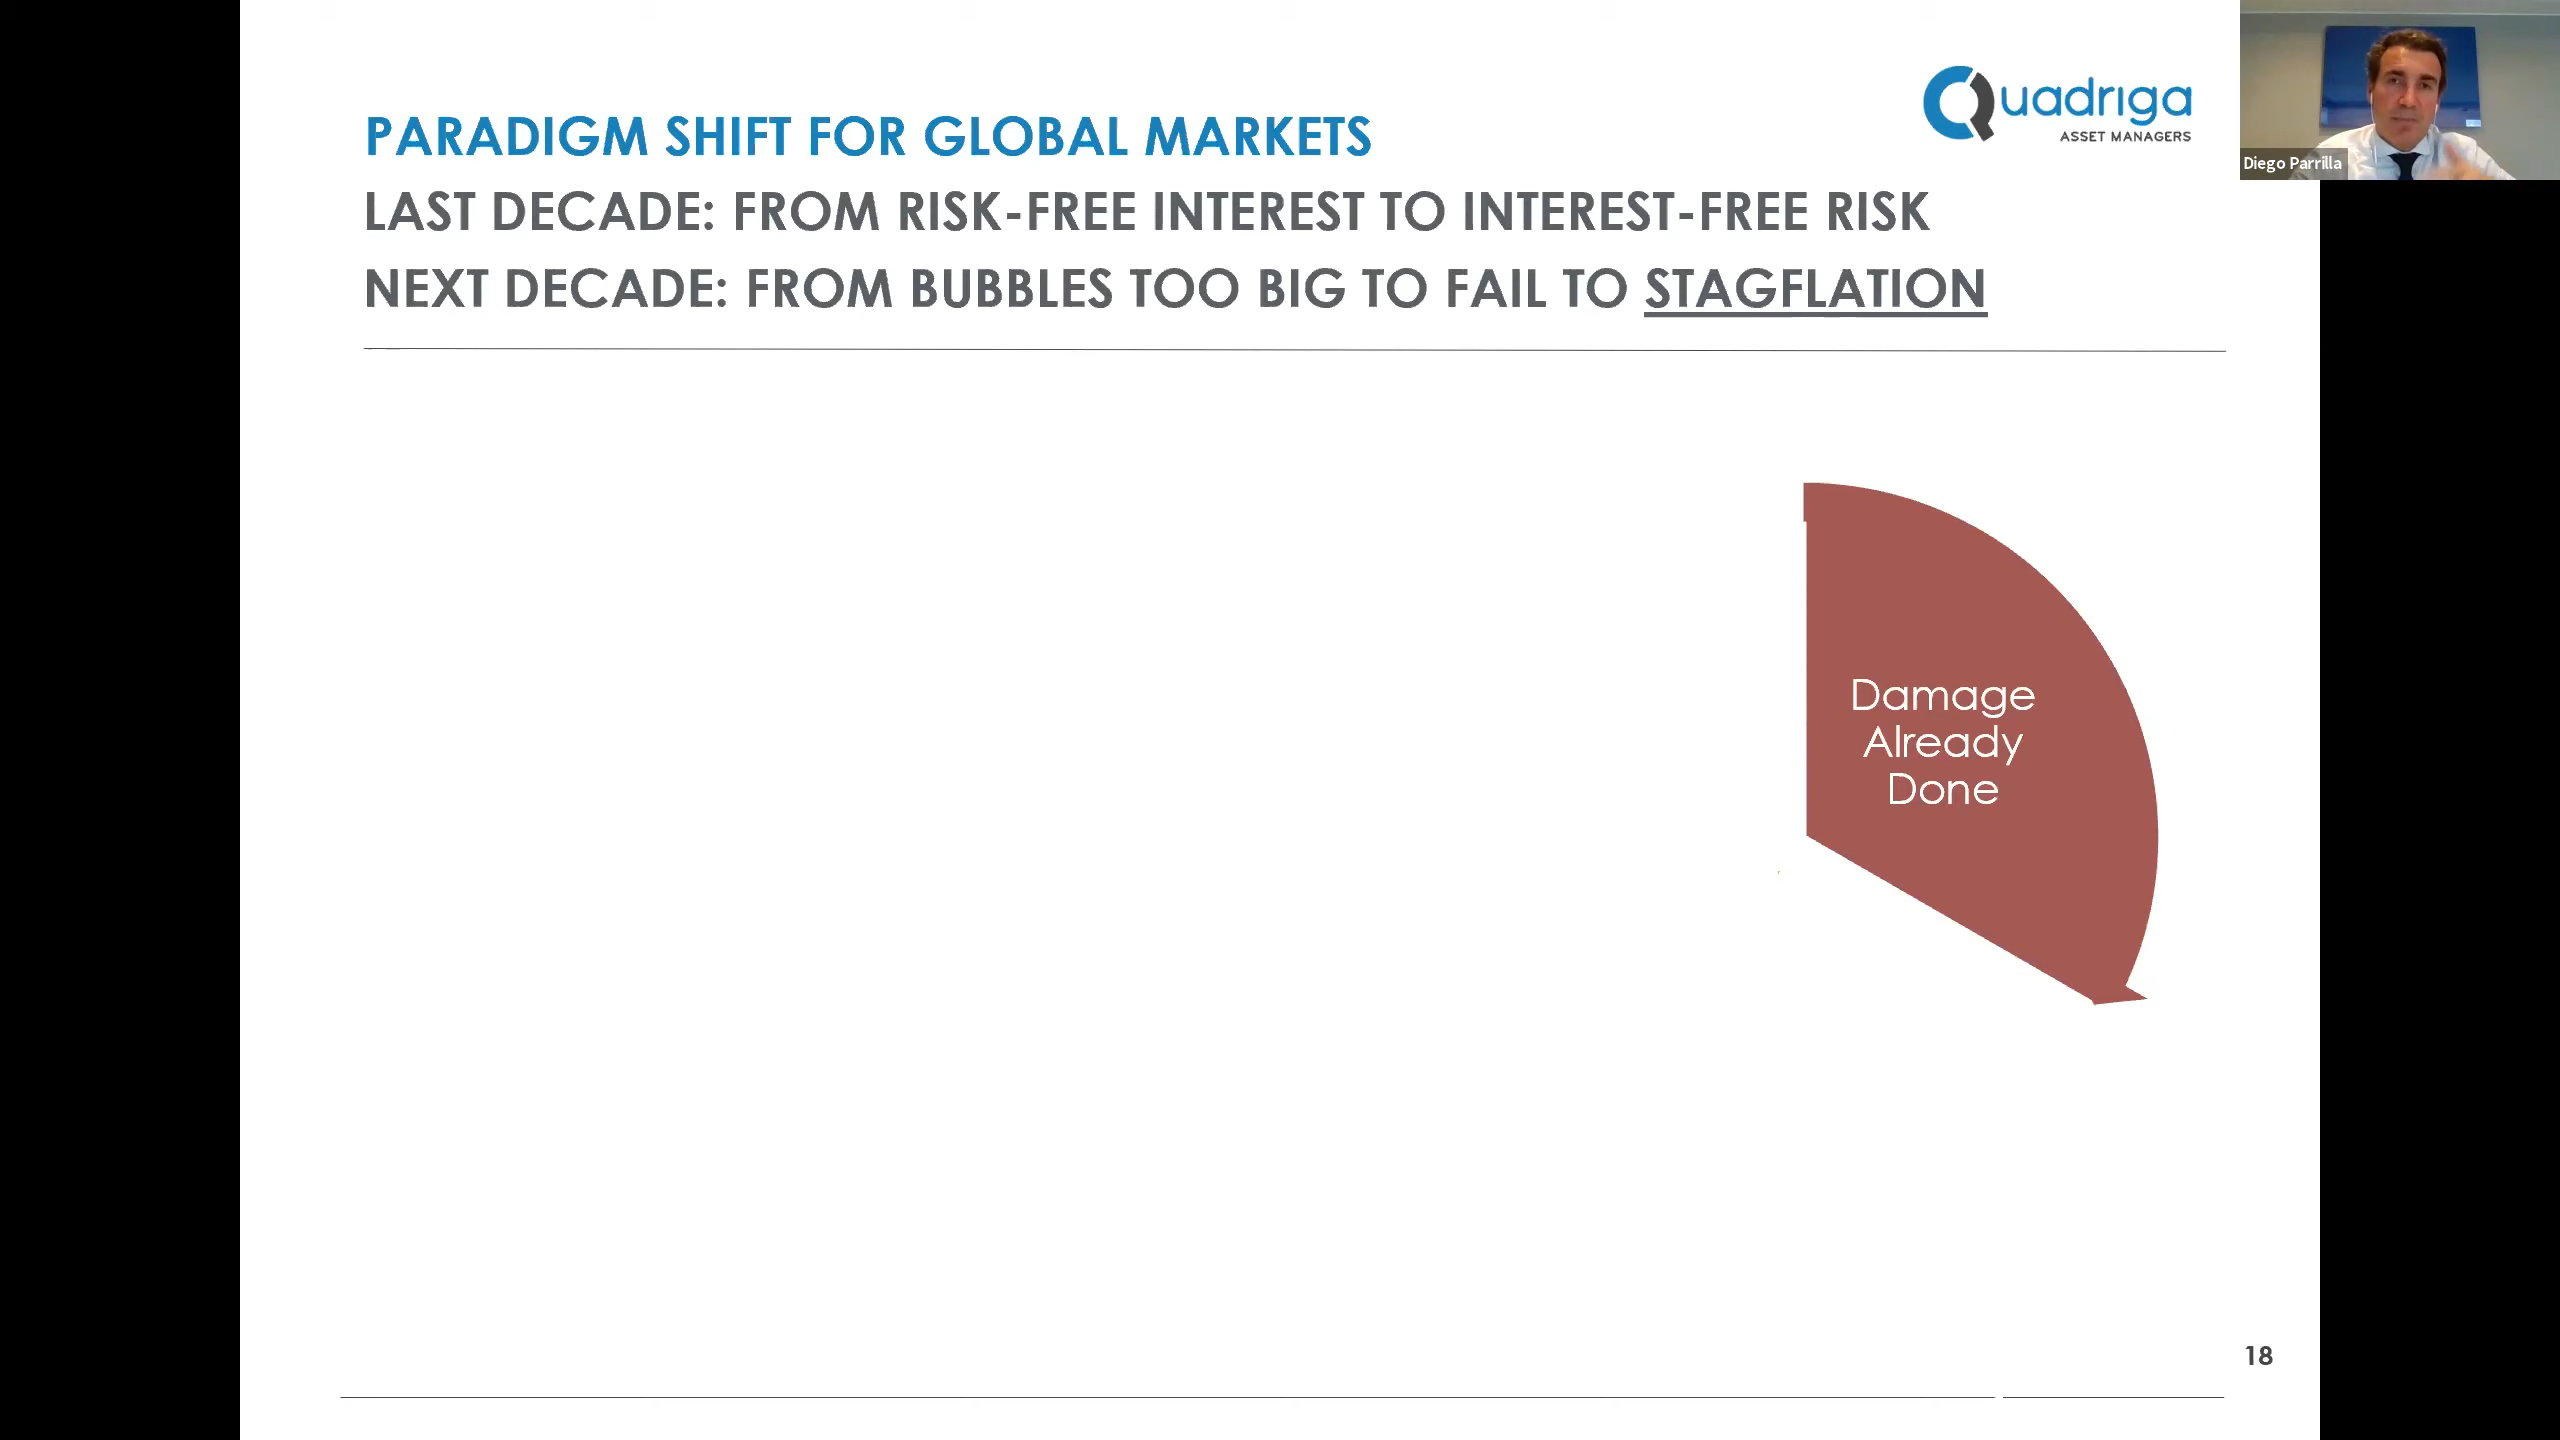 Quadriga
ASSET MANAGERS
Diego Parrilla
PARADIGM SHIFT FOR GLOBAL MARKETS
LAST DECADE: FROM RISK-FREE INTEREST TO INTEREST-FREE RISK
NEXT DECADE: FROM BUBBLES TOO BIG TO FAIL TO STAGFLATION
Damage
Already
Done
18